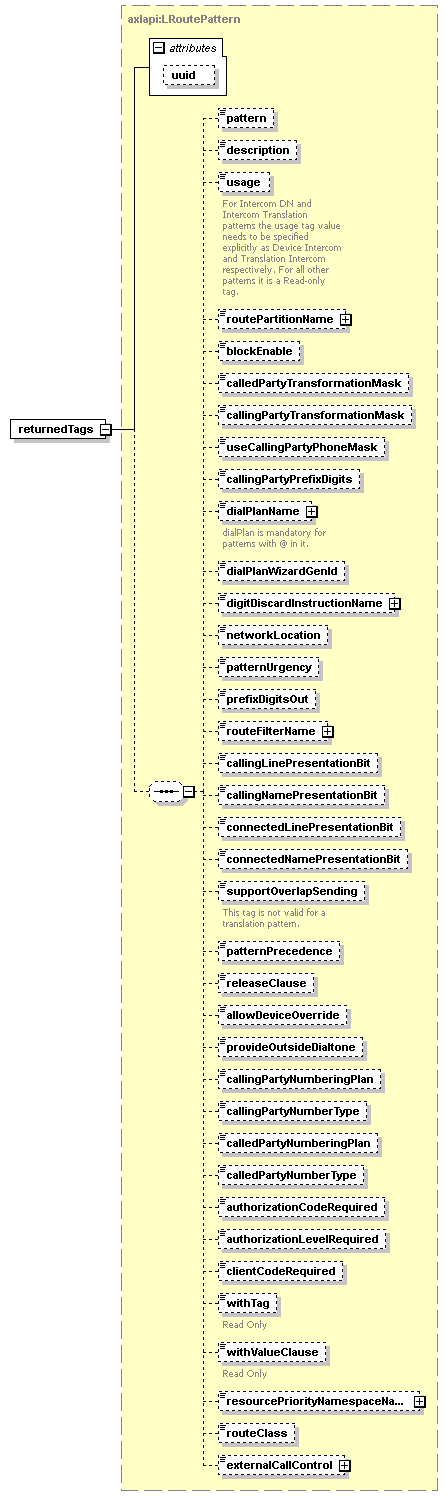 axlapi:LRoutePattern
attributes
uuid
pattern
description
usage
For Intercom DN and
Intercom Translation
patterns the usage tag value
needs to be specified
explicitly as Device Intercom
and Translation Intercom
respectively. For all other
patterns it is a Read-only
tag.
routePartitionName
blockEnable
calledPartyTransformationMask
callingPartyTransformationMask
returnedTags
useCallingPartyPhoneMask
callingPartyPrefixDigits
dialPlanName
dialPlan is mandatory for
patterns with @ in it.
dialPlanWizardGenId
digitDiscardInstructionName
networkLocation
patternUrgency
prefixDigitsOut
routeFilterName
callingLinePresentationBit
callingNamePresentationBit
connectedLinePresentationBit
connectedNamePresentationBit
supportOverlapSending
This tag is not valid for a
translation pattern.
patternPrecedence
releaseClause
allowDeviceOverride
provideOutsideDialtone
callingPartyNumberingPlan
callingPartyNumberType
calledPartyNumberingPlan
calledPartyNumberType
authorizationCodeRequired
authorizationLevelRequired
clientCodeRequired
withTag
Read Only
withValueClause
Read Only
resourcePriorityNamespaceNa...
routeClass
externalCallControl